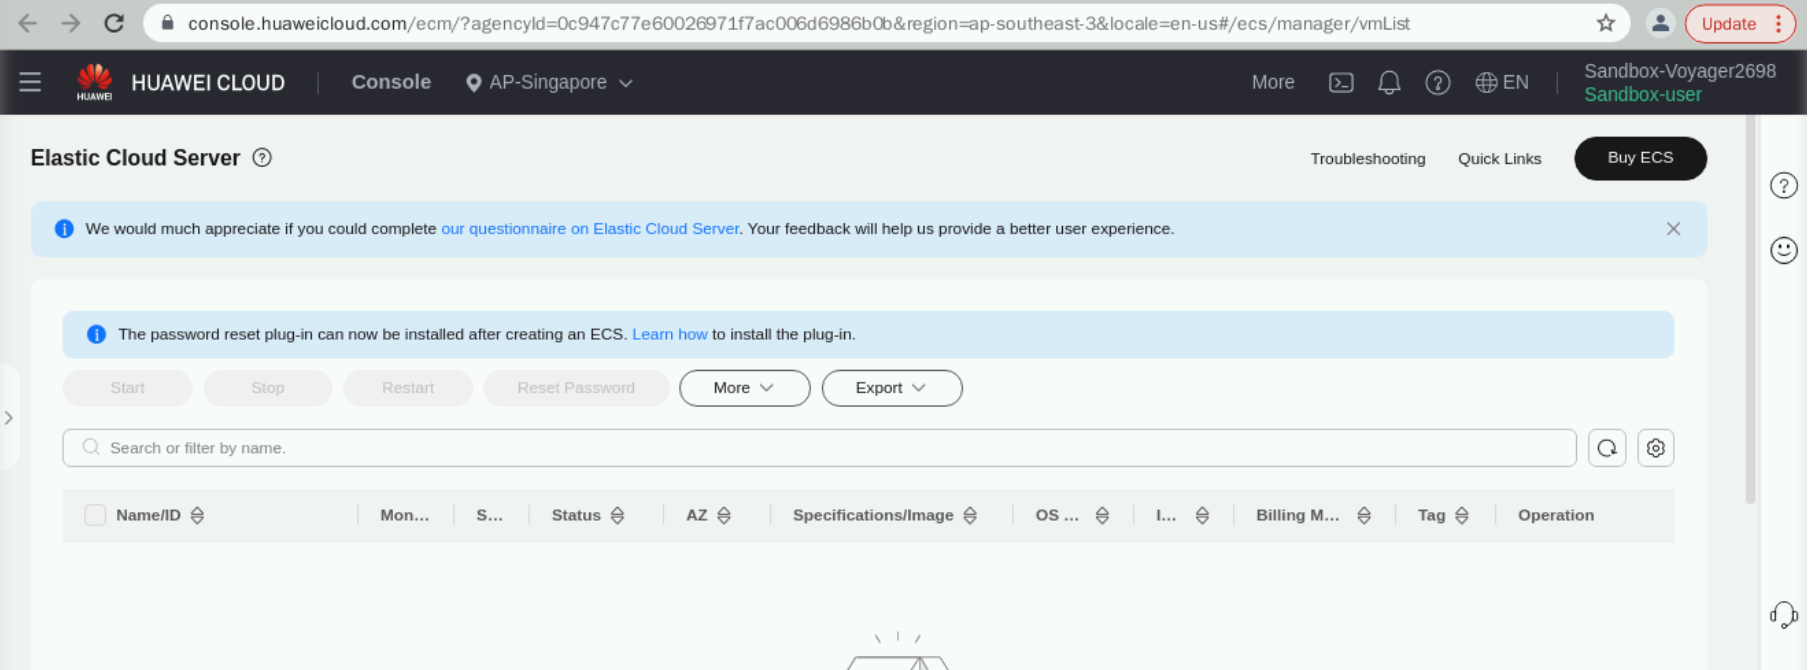 console.huaweicloud.com/ecm/?agencyId=0c947c77e60026971f7ac006d6986b0b&region=ap-southeast-3&locale=en-us#/ecs/manager/vmList
Update
HUAWEI
HUAWEI CLOUD
Console
AP-Singapore
More
EN
Sandbox-Voyager2698
Sandbox-user
Elastic Cloud Server
Troubleshooting
Quick Links
Buy ECS
We would much appreciate if you could complete our questionnaire on Elastic Cloud Server. Your feedback will help us provide a better user experience.
The password reset plug-in can now be installed after creating an ECS. Learn how to install the plug-in.
Start
Stop
Restart
Reset Password
More
Export
Search or filter by name.
Name/ID
Mon...
S...
Status
AZ
Specifications/Image
OS ...
I...
Billing M...
Tag
Operation